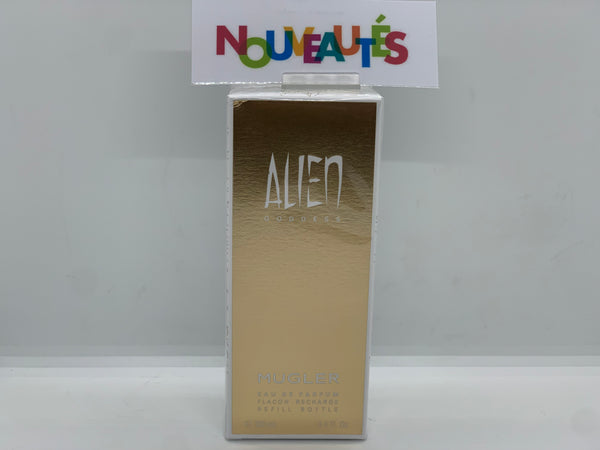 NOUVEAUTÉS
ALIEN
GODDESS
MUGLER
EAU DE PARFUM
FLACON RECHARGE
REFILL BOTTLE